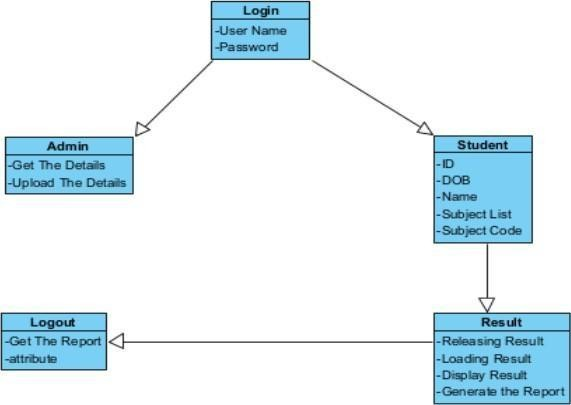 Login
-User Name
-Password
Admin
-Get The Details
-Upload The Details
Student
-ID
-DOB
-Name
-Subject List
-Subject Code
Logout
-Get The Report
-attribute
Result
-Releasing Result
-Loading Result
-Display Result
-Generate the Report